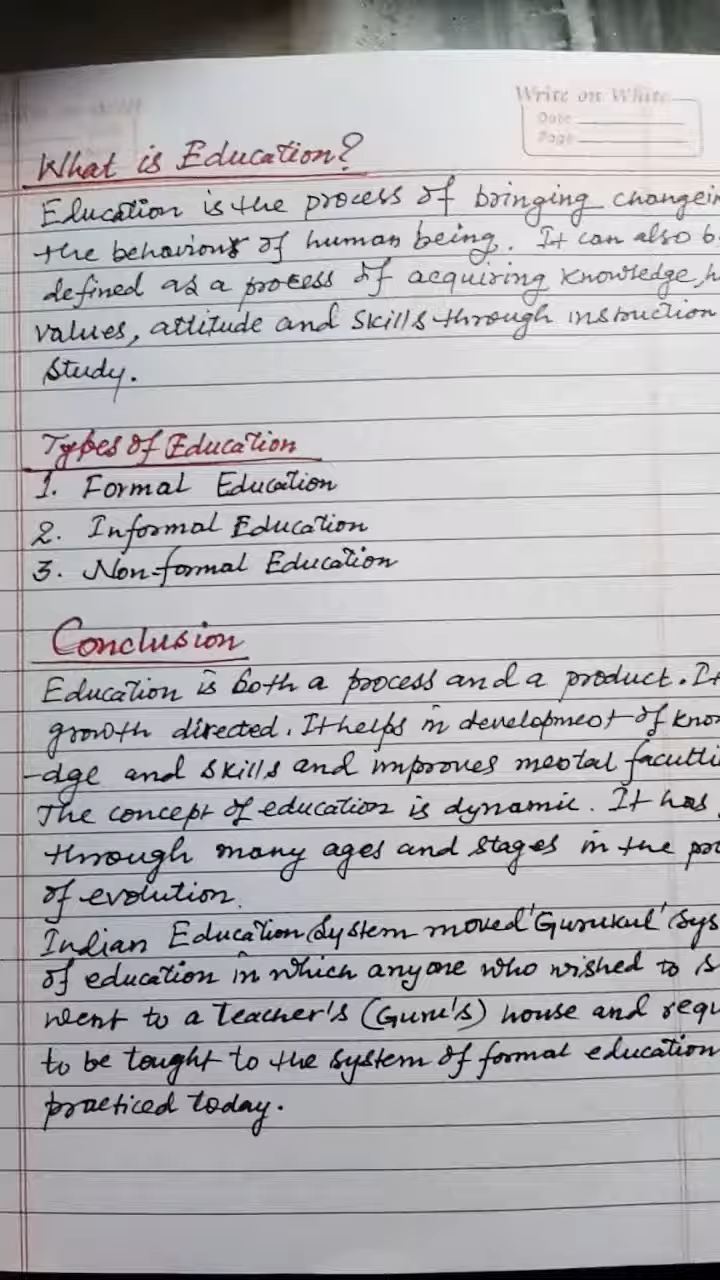 Write on White
Date
Page
What is Education?
Education is the process of bringing change in
the behaviour of human being. It can also b
defined as a process of acquiring knowledge, h
values, attitude and skills through instruction
study.
Types of Education
1. Formal Education
2. Informal Education
3. Non-formal Education
Conclusion
Education is both a process and a product. It
growth directed. It helps in developmeot of know
-dge and skills and improves meotal faculti
The concept of education is dynamic. It has
through many ages and stages in the pro
of evolution.
Indian Education System moved 'Gurukul' Sys
of education in which anyone who wished to s
went to a teacher's (Guru's) house and requ
to be tought to the system of formal education
practiced today.